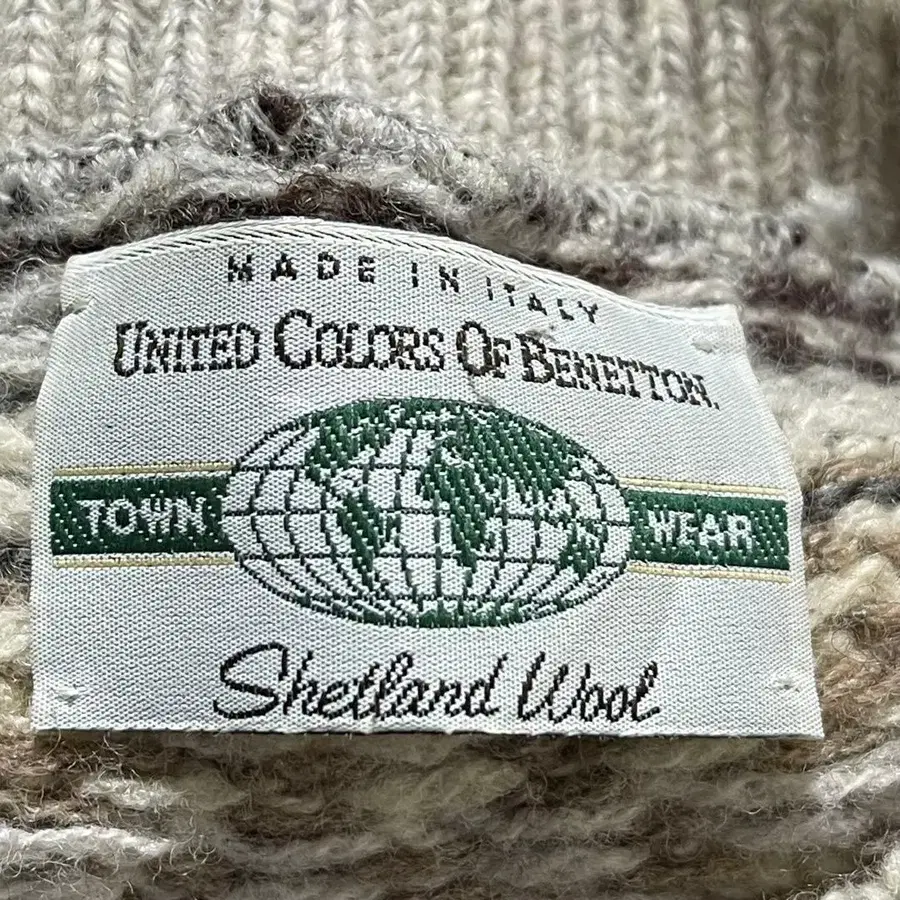 MADE IN ITALY
UNITED COLORS OF BENETTON.
TOWN WEAR
Shetland Wool